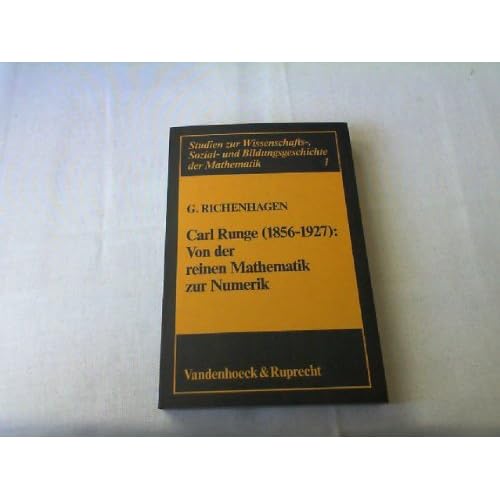 Studien zur Wissenschafts-,
Sozial- und Bildungsgeschichte
der Mathematik 1
G. RICHENHAGEN
Carl Runge (1856-1927):
Von der
reinen Mathematik
zur Numerik
Vandenhoeck & Ruprecht